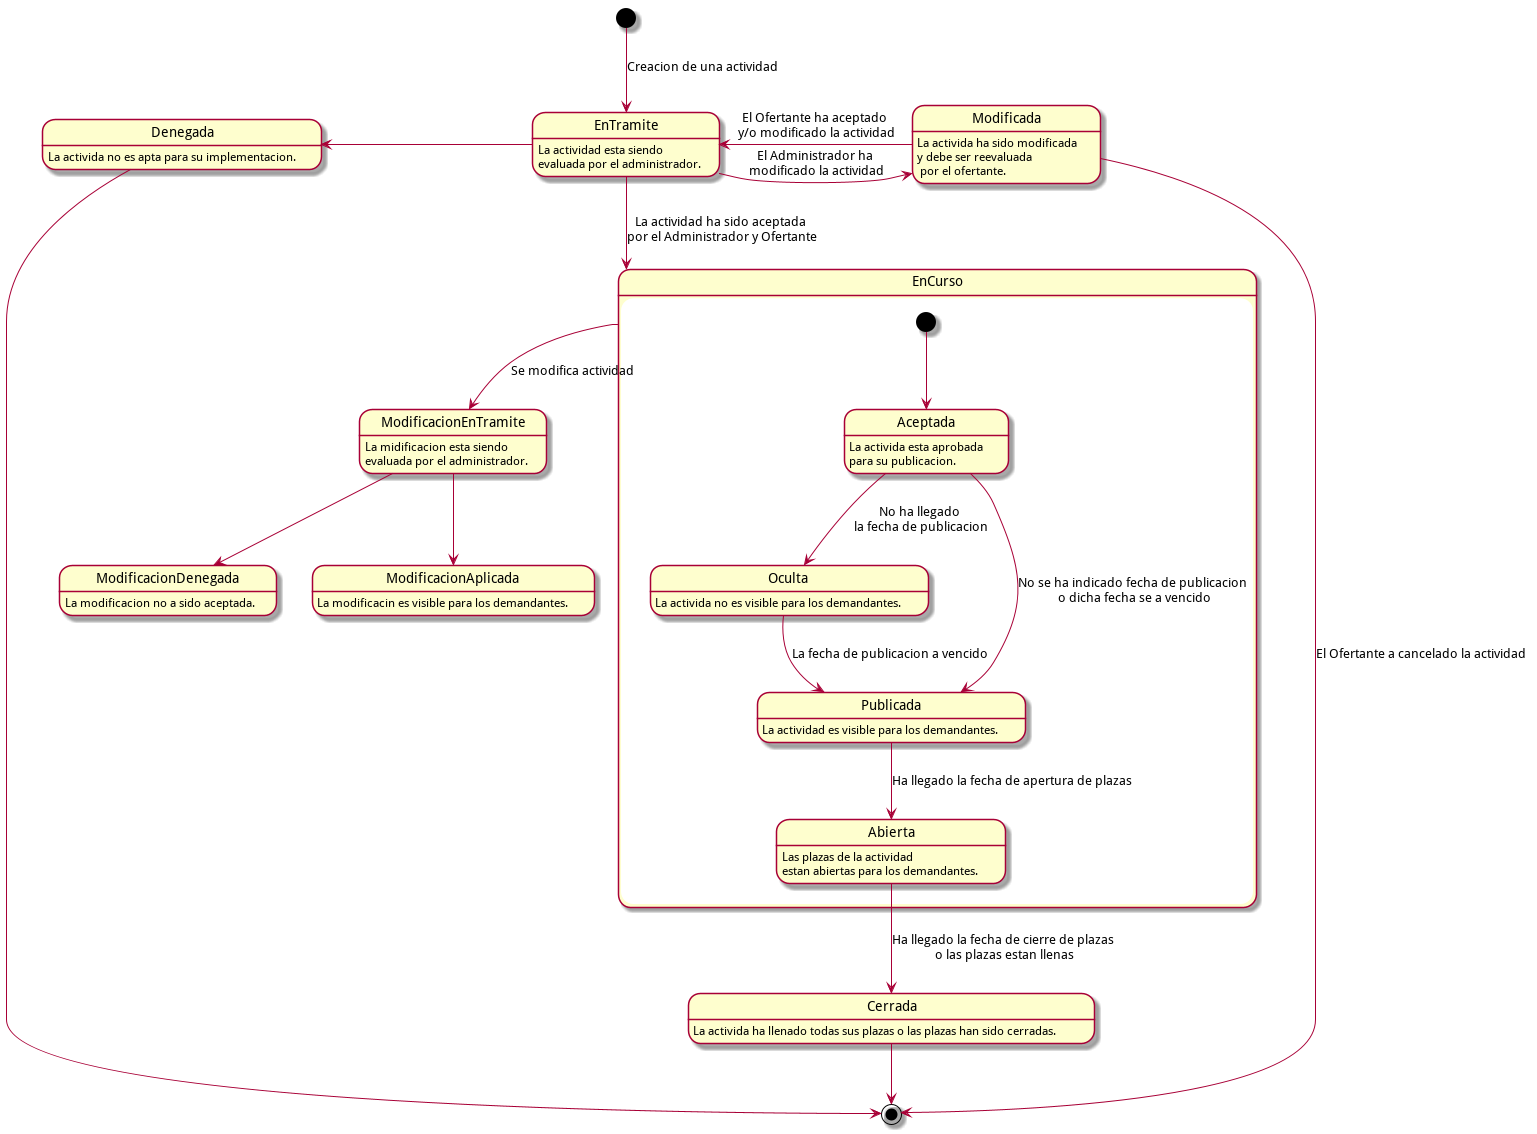 Creacion de una actividad
Denegada
La activida no es apta para su implementacion.
EnTramite
La actividad esta siendo
evaluada por el administrador.
El Ofertante ha aceptado
y/o modificado la actividad
El Administrador ha
modificado la actividad
Modificada
La activida ha sido modificada
y debe ser reevaluada
por el ofertante.
La actividad ha sido aceptada
por el Administrador y Ofertante
EnCurso
Se modifica actividad
ModificacionEnTramite
La midificacion esta siendo
evaluada por el administrador.
Aceptada
La activida esta aprobada
para su publicacion.
No ha llegado
la fecha de publicacion
ModificacionDenegada
La modificacion no a sido aceptada.
ModificacionAplicada
La modificacin es visible para los demandantes.
Oculta
La activida no es visible para los demandantes.
No se ha indicado fecha de publicacion
o dicha fecha se a vencido
La fecha de publicacion a vencido
El Ofertante a cancelado la actividad
Publicada
La actividad es visible para los demandantes.
Ha llegado la fecha de apertura de plazas
Abierta
Las plazas de la actividad
estan abiertas para los demandantes.
Ha llegado la fecha de cierre de plazas
o las plazas estan llenas
Cerrada
La activida ha llenado todas sus plazas o las plazas han sido cerradas.